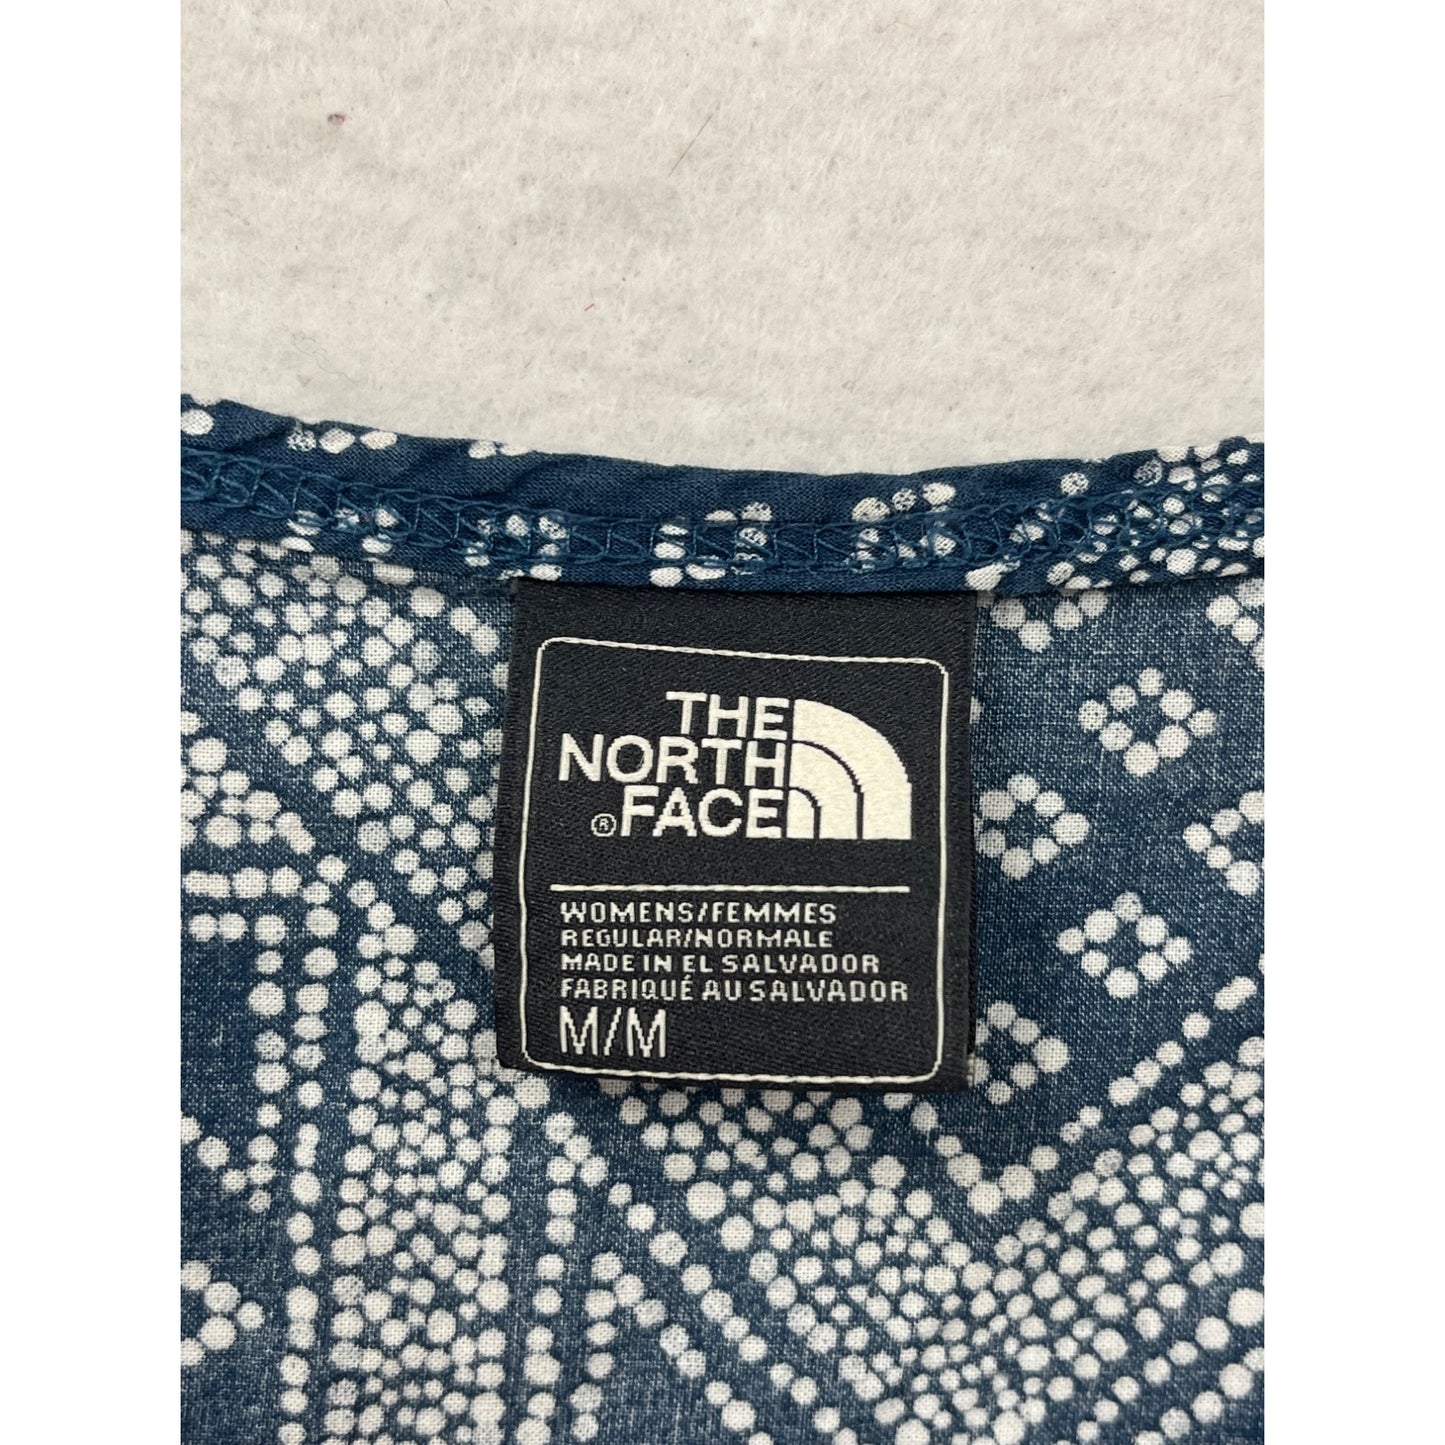 THE
NORTH
® FACE
WOMENS/FEMMES
REGULAR/NORMALE
MADE IN EL SALVADOR
FABRIQUÉ AU SALVADOR
M/M